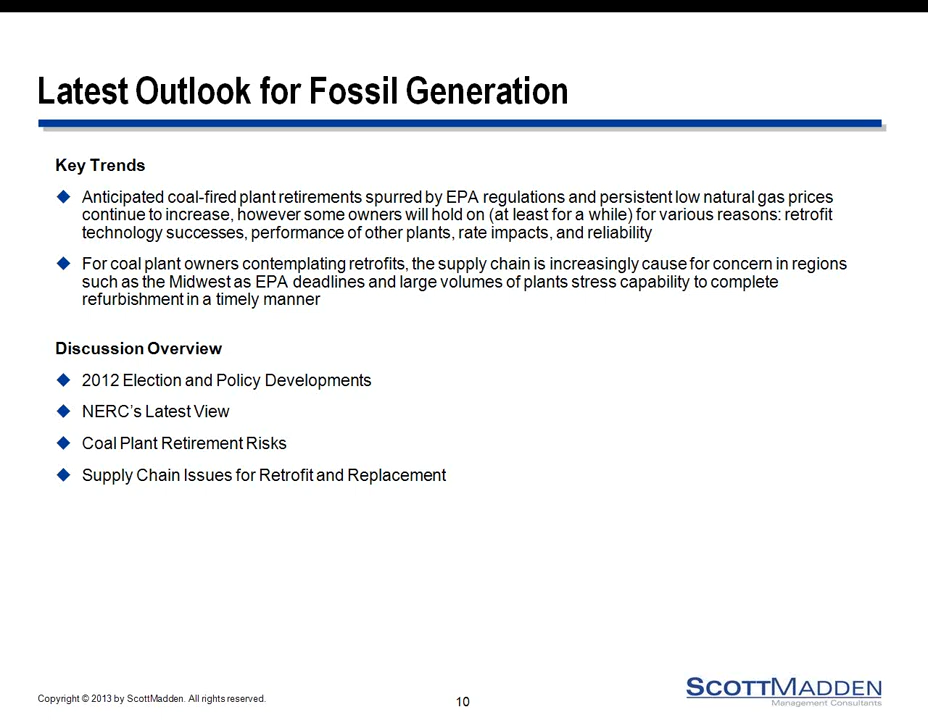 Latest Outlook for Fossil Generation
Key Trends
Anticipated coal-fired plant retirements spurred by EPA regulations and persistent low natural gas prices
continue to increase, however some owners will hold on (at least for a while) for various reasons: retrofit
technology successes, performance of other plants, rate impacts, and reliability
For coal plant owners contemplating retrofits, the supply chain is increasingly cause for concern in regions
such as the Midwest as EPA deadlines and large volumes of plants stress capability to complete
refurbishment in a timely manner
Discussion Overview
2012 Election and Policy Developments
NERC's Latest View
Coal Plant Retirement Risks
Supply Chain Issues for Retrofit and Replacement
Copyright © 2013 by ScottMadden. All rights reserved.
10
SCOTTMADDEN
Management Consultants